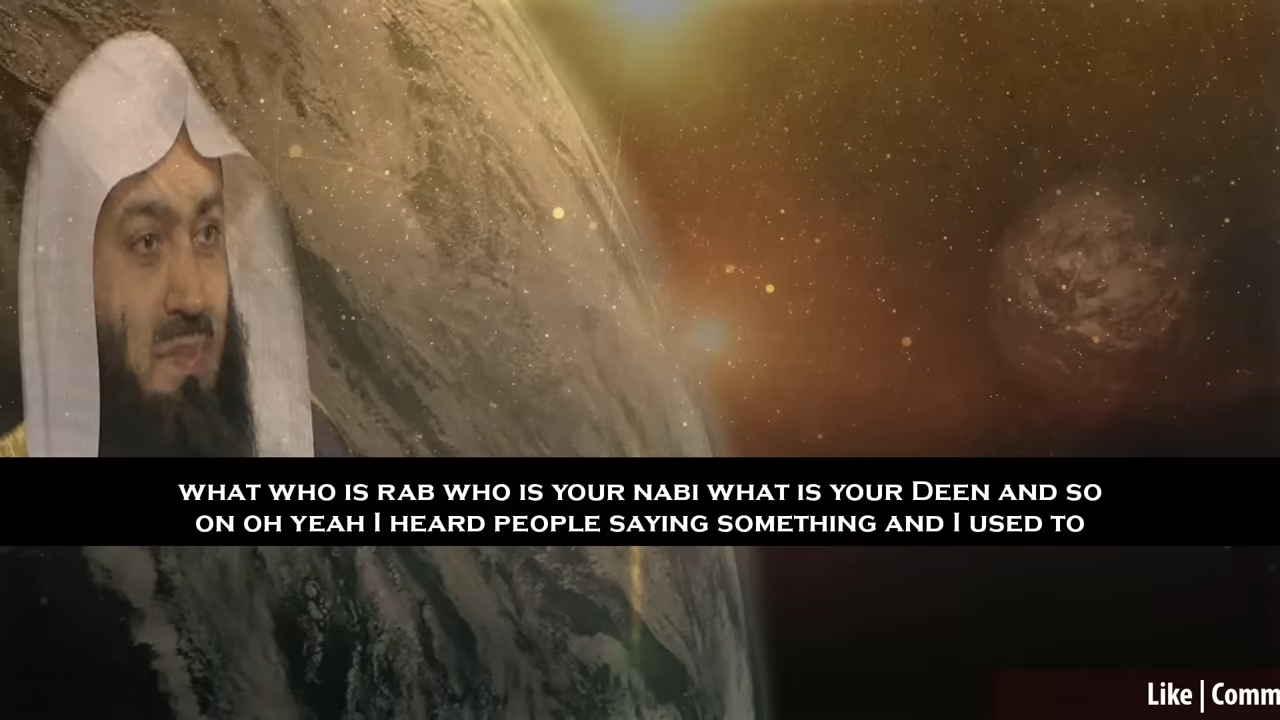 WHAT WHO IS RAB WHO IS YOUR NABI WHAT IS YOUR DEEN AND SO
ON OH YEAH I HEARD PEOPLE SAYING SOMETHING AND I USED TO
Like | Comm